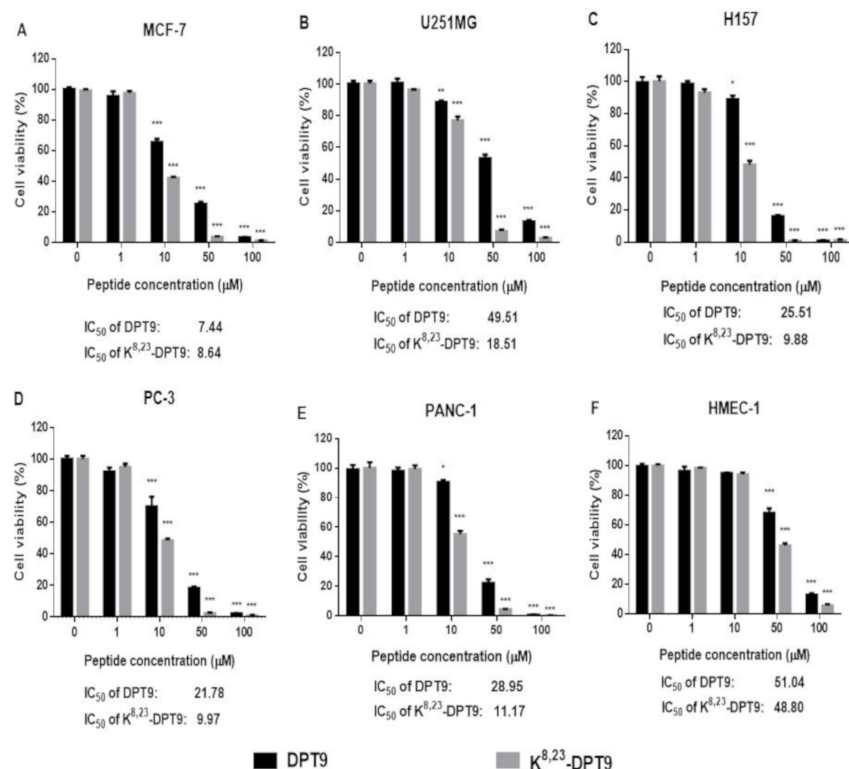 A
MCF-7
Cell viability (%)
120
100
80
60
40
20
0
***
***
***
***
***
***
0 1 10 50 100
Peptide concentration (μM)
IC50 of DPT9: 7.44
IC50 of K8,23-DPT9: 8.64
B
U251MG
Cell viability (%)
120
100
80
60
40
20
0
**
***
***
***
***
***
0 1 10 50 100
Peptide concentration (μM)
IC50 of DPT9: 49.51
IC50 of K8,23-DPT9: 18.51
C
H157
Cell viability (%)
120
100
80
60
40
20
0
*
***
***
***
***
***
0 1 10 50 100
Peptide concentration (μM)
IC50 of DPT9: 25.51
IC50 of K8,23-DPT9: 9.88
D
PC-3
Cell viability (%)
120
100
80
60
40
20
0
***
***
***
***
***
***
0 1 10 50 100
Peptide concentration (μM)
IC50 of DPT9: 21.78
IC50 of K8,23-DPT9: 9.97
E
PANC-1
Cell viability (%)
120
100
80
60
40
20
0
*
***
***
***
***
***
0 1 10 50 100
Peptide concentration (μM)
IC50 of DPT9: 28.95
IC50 of K8,23-DPT9: 11.17
F
HMEC-1
Cell viability (%)
120
100
80
60
40
20
0
***
***
***
***
0 1 10 50 100
Peptide concentration (μM)
IC50 of DPT9: 51.04
IC50 of K8,23-DPT9: 48.80
DPT9
K8,23-DPT9